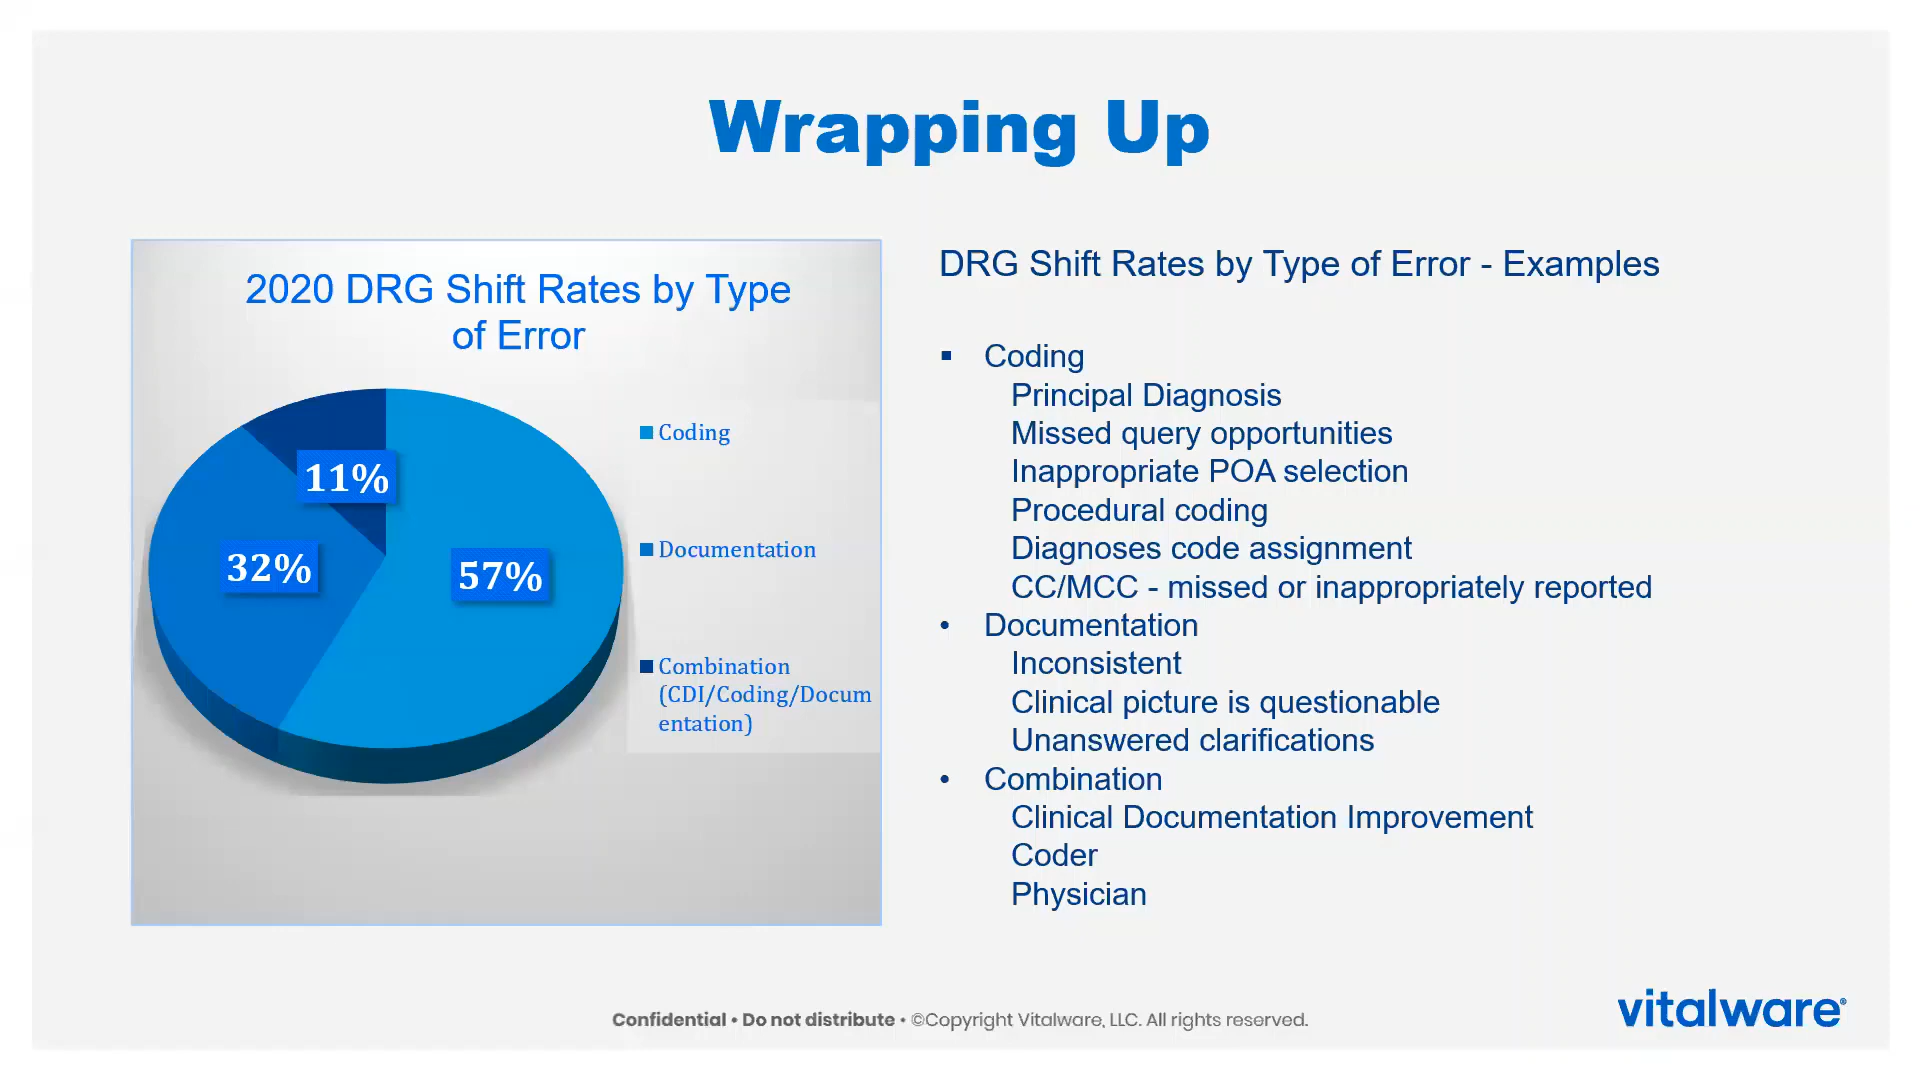 Wrapping Up
2020 DRG Shift Rates by Type
of Error
11%
32%
57%
Coding
Documentation
Combination
(CDI/Coding/Docum
entation)
DRG Shift Rates by Type of Error - Examples
▪ Coding
Principal Diagnosis
Missed query opportunities
Inappropriate POA selection
Procedural coding
Diagnoses code assignment
CC/MCC - missed or inappropriately reported
• Documentation
Inconsistent
Clinical picture is questionable
Unanswered clarifications
• Combination
Clinical Documentation Improvement
Coder
Physician
Confidential • Do not distribute • ©Copyright Vitalware, LLC. All rights reserved.
vitalware®